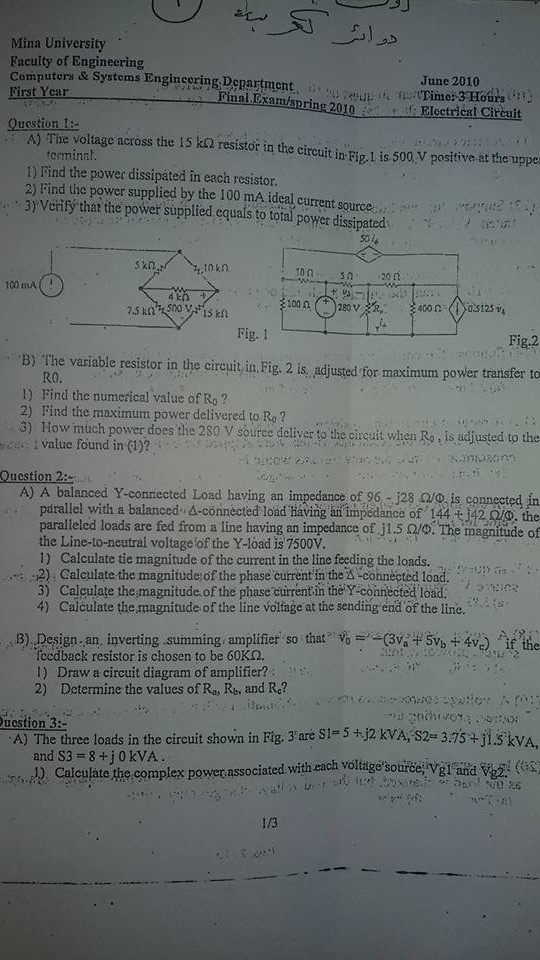 دوائر
Mina University
Faculty of Engineering
Computers & Systems Engineering Department
First Year
Final Exam/spring 2010
June 2010
Time: 3 Hours
Electrical Circuit
Question 1:-
A) The voltage across the 15 kΩ resistor in the circuit in Fig.1 is 500 V positive at the uppe
terminal.
1) Find the power dissipated in each resistor.
2) Find the power supplied by the 100 mA ideal current source
3) Verify that the power supplied equals to total power dissipated
100 mA
5 kΩ
10 kΩ
4 kΩ
7.5 kΩ
500 V
15 kΩ
Fig. 1
10 Ω
5 Ω
20 Ω
100 Ω
280 V
400 Ω
Fig.2
B) The variable resistor in the circuit in Fig. 2 is adjusted for maximum power transfer to
R0.
1) Find the numerical value of R₀ ?
2) Find the maximum power delivered to R₀ ?
3) How much power does the 280 V source deliver to the circuit when R₀ , is adjusted to the
value found in (1)?
Question 2:-
A) A balanced Y-connected Load having an impedance of 96 - j28 Ω/Φ is connected in
parallel with a balanced Δ-connected load having an impedance of 144 + j42 Ω/Φ. the
paralleled loads are fed from a line having an impedance of j1.5 Ω/Φ. The magnitude of
the Line-to-neutral voltage of the Y-load is 7500V.
1) Calculate tie magnitude of the current in the line feeding the loads.
2) Calculate the magnitude of the phase current in the Δ-connected load.
3) Calculate the magnitude of the phase current in the Y-connected load.
4) Calculate the magnitude of the line voltage at the sending end of the line.
B) Design an inverting summing amplifier so that v₀ = -(3vₐ + 5v_b + 4v_c) if the
feedback resistor is chosen to be 60KΩ.
1) Draw a circuit diagram of amplifier?
2) Determine the values of Rₐ, R_b, and R_c?
Question 3:-
A) The three loads in the circuit shown in Fig. 3 are S1= 5 + j2 kVA, S2= 3.75 + j1.5 kVA,
and S3 = 8 + j 0 kVA .
1) Calculate the complex power associated with each voltage source, Vg1 and Vg2.
1/3